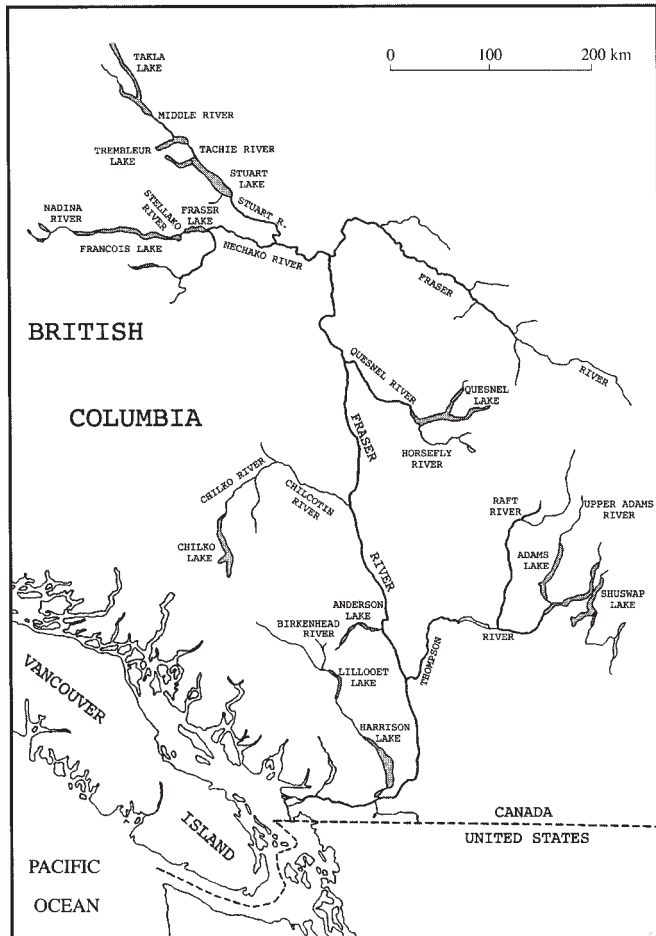 0 100 200 km
TAKLA
LAKE
MIDDLE RIVER
TREMBLEUR
LAKE
TACHIE RIVER
STUART
LAKE
STUART R.
NADINA
RIVER
STELLAKO
RIVER
FRASER
LAKE
FRANCOIS LAKE
NECHAKO RIVER
FRASER
RIVER
BRITISH
COLUMBIA
QUESNEL RIVER
QUESNEL
LAKE
HORSEFLY
RIVER
FRASER
RIVER
CHILKO RIVER
CHILCOTIN
RIVER
CHILKO
LAKE
RAFT
RIVER
UPPER ADAMS
RIVER
ADAMS
LAKE
SHUSWAP
LAKE
ANDERSON
LAKE
BIRKENHEAD
RIVER
THOMPSON
RIVER
LILLOOET
LAKE
HARRISON
LAKE
VANCOUVER
ISLAND
CANADA
UNITED STATES
PACIFIC
OCEAN